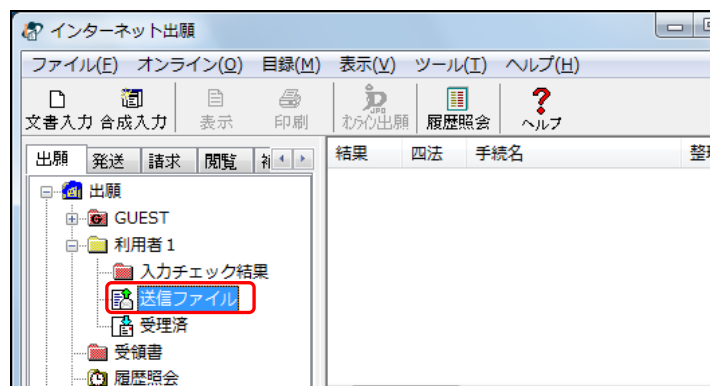 インターネット出願
ファイル(F) オンライン(O) 目録(M) 表示(V) ツール(T) ヘルプ(H)
文書入力 合成入力 表示 印刷 オンライン出願 履歴照会 ヘルプ
出願 発送 請求 閲覧
結果 四法 手続名
出願
GUEST
利用者1
入力チェック結果
送信ファイル
受理済
受領書
履歴照会